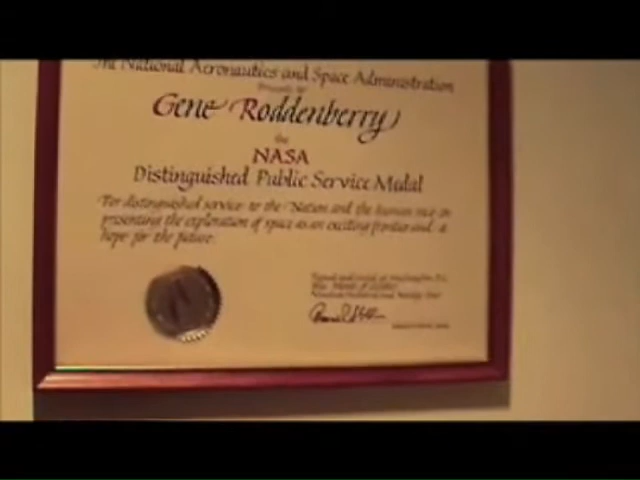 The National Aeronautics and Space Administration
Presents to
Gene Roddenberry
the
NASA
Distinguished Public Service Medal
For distinguished service to the Nation and the human race in
presenting the exploration of space as an exciting frontier and a
hope for the future.